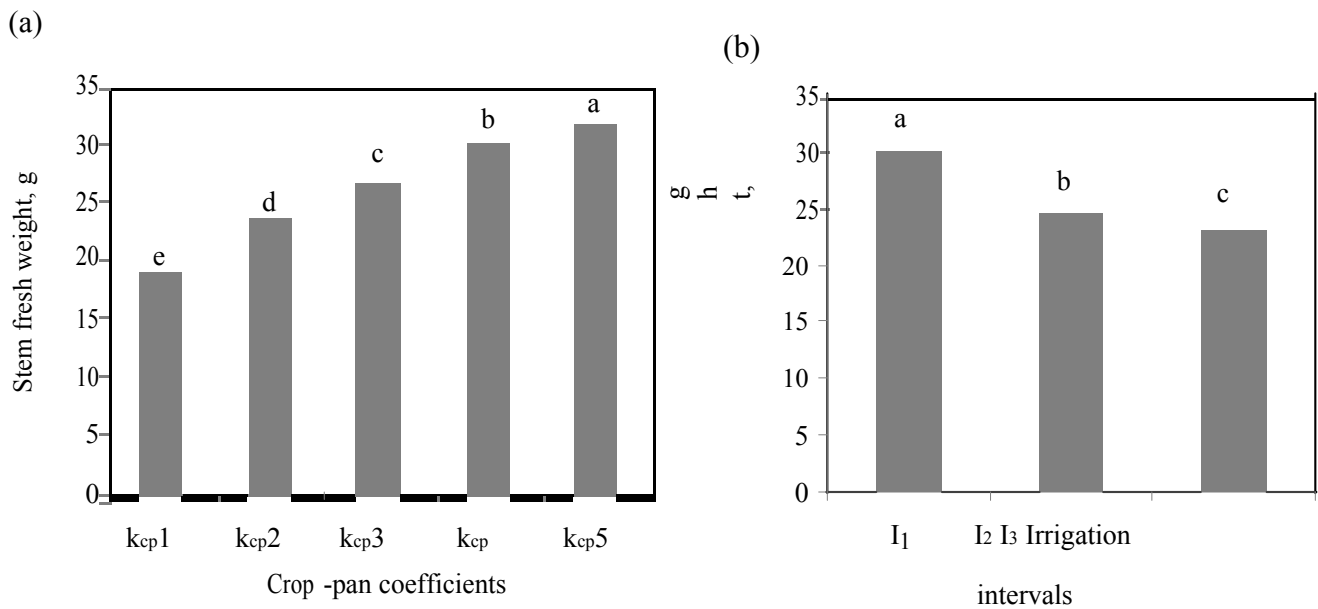 (a)
35
30
25
20
15
10
5
0
Stem fresh weight, g
e
d
c
b
a
kcp1 kcp2 kcp3 kcp kcp5
Crop -pan coefficients
(b)
35
30
25
20
15
10
5
0
g
h
t,
a
b
c
I1 I2 I3 Irrigation
intervals